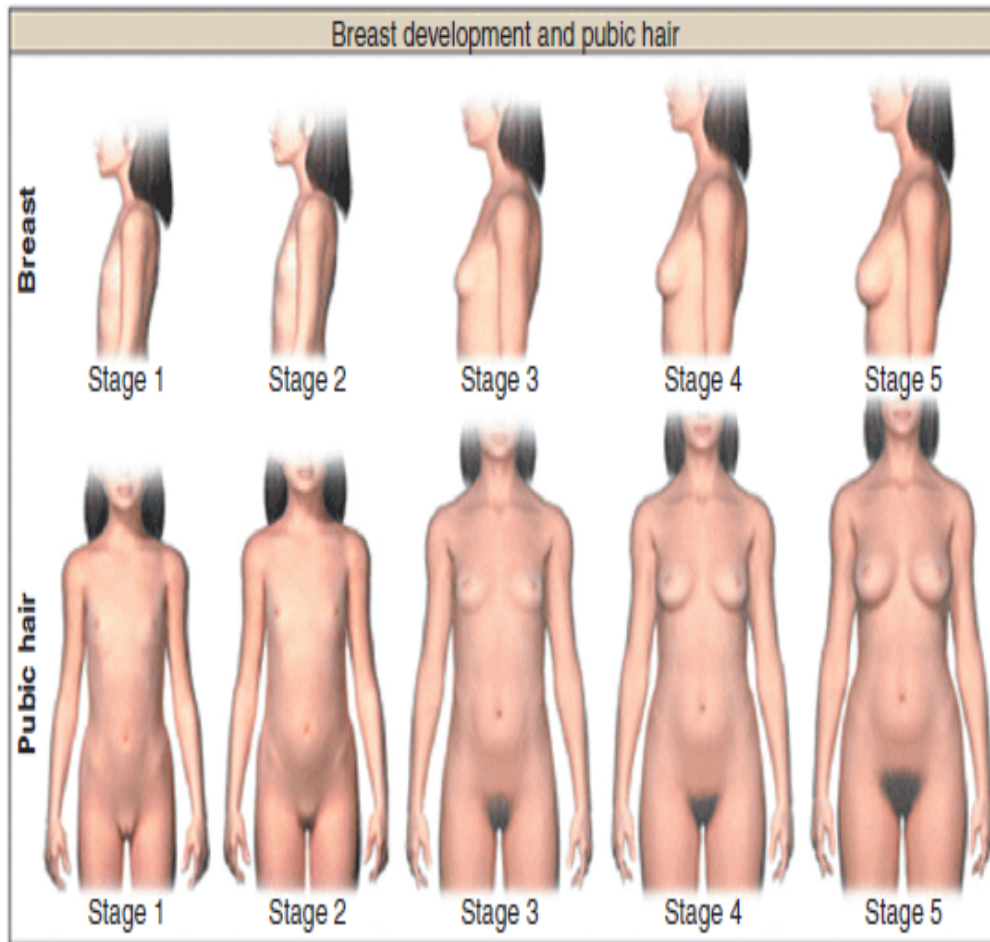 Breast development and pubic hair
Breast
Stage 1
Stage 2
Stage 3
Stage 4
Stage 5
Pubic hair
Stage 1
Stage 2
Stage 3
Stage 4
Stage 5